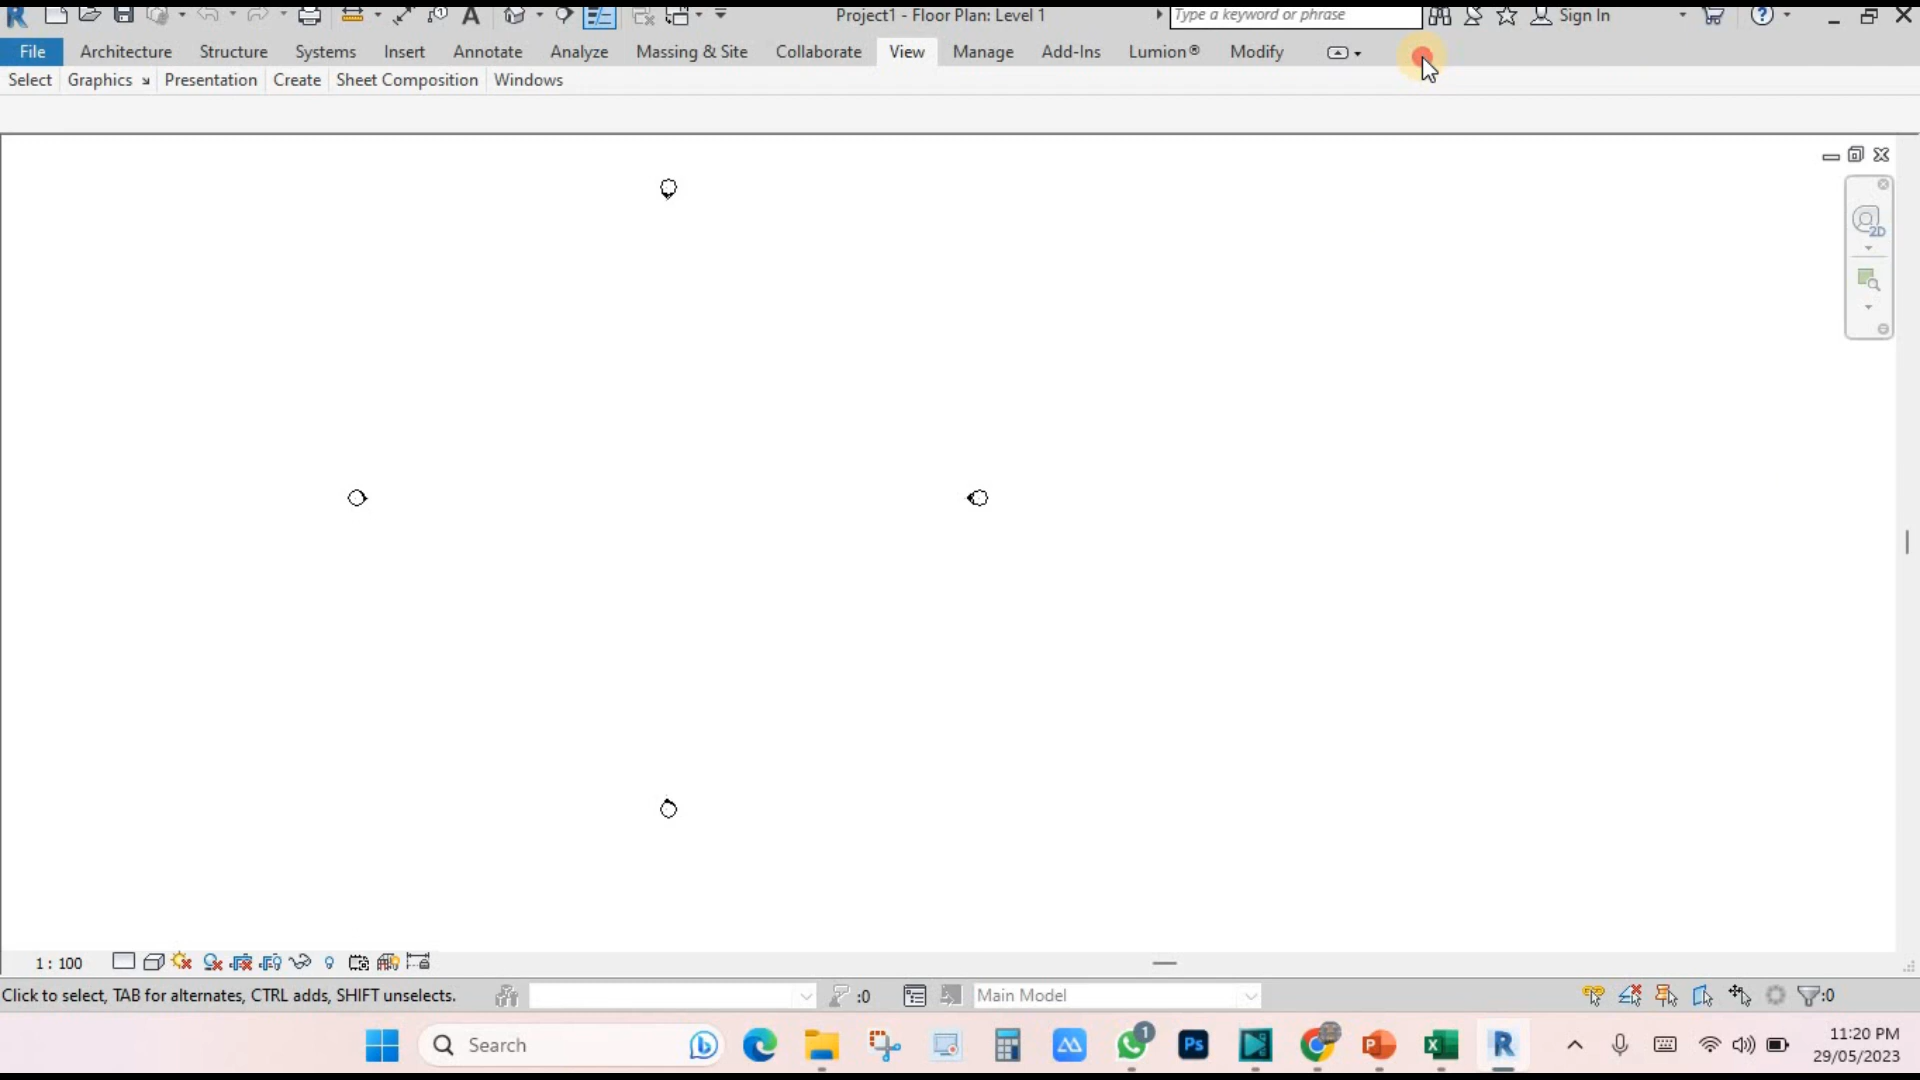 Project1 - Floor Plan: Level 1
Type a keyword or phrase
Sign In
File Architecture Structure Systems Insert Annotate Analyze Massing & Site Collaborate View Manage Add-Ins Lumion® Modify
Select Graphics Presentation Create Sheet Composition Windows
2D
1 : 100
Click to select, TAB for alternates, CTRL adds, SHIFT unselects.
:0
Main Model
:0
Search
1
Ps
11:20 PM
29/05/2023